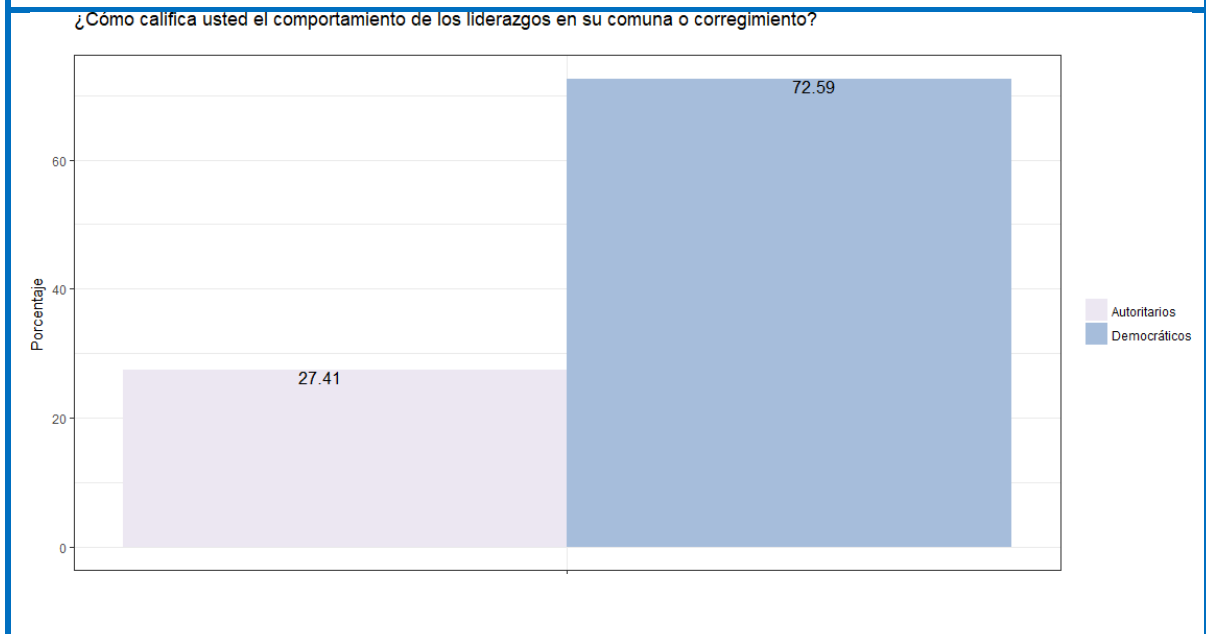 ¿Cómo califica usted el comportamiento de los liderazgos en su comuna o corregimiento?
72.59
60
Porcentaje
40
Autoritarios
Democráticos
27.41
20
0